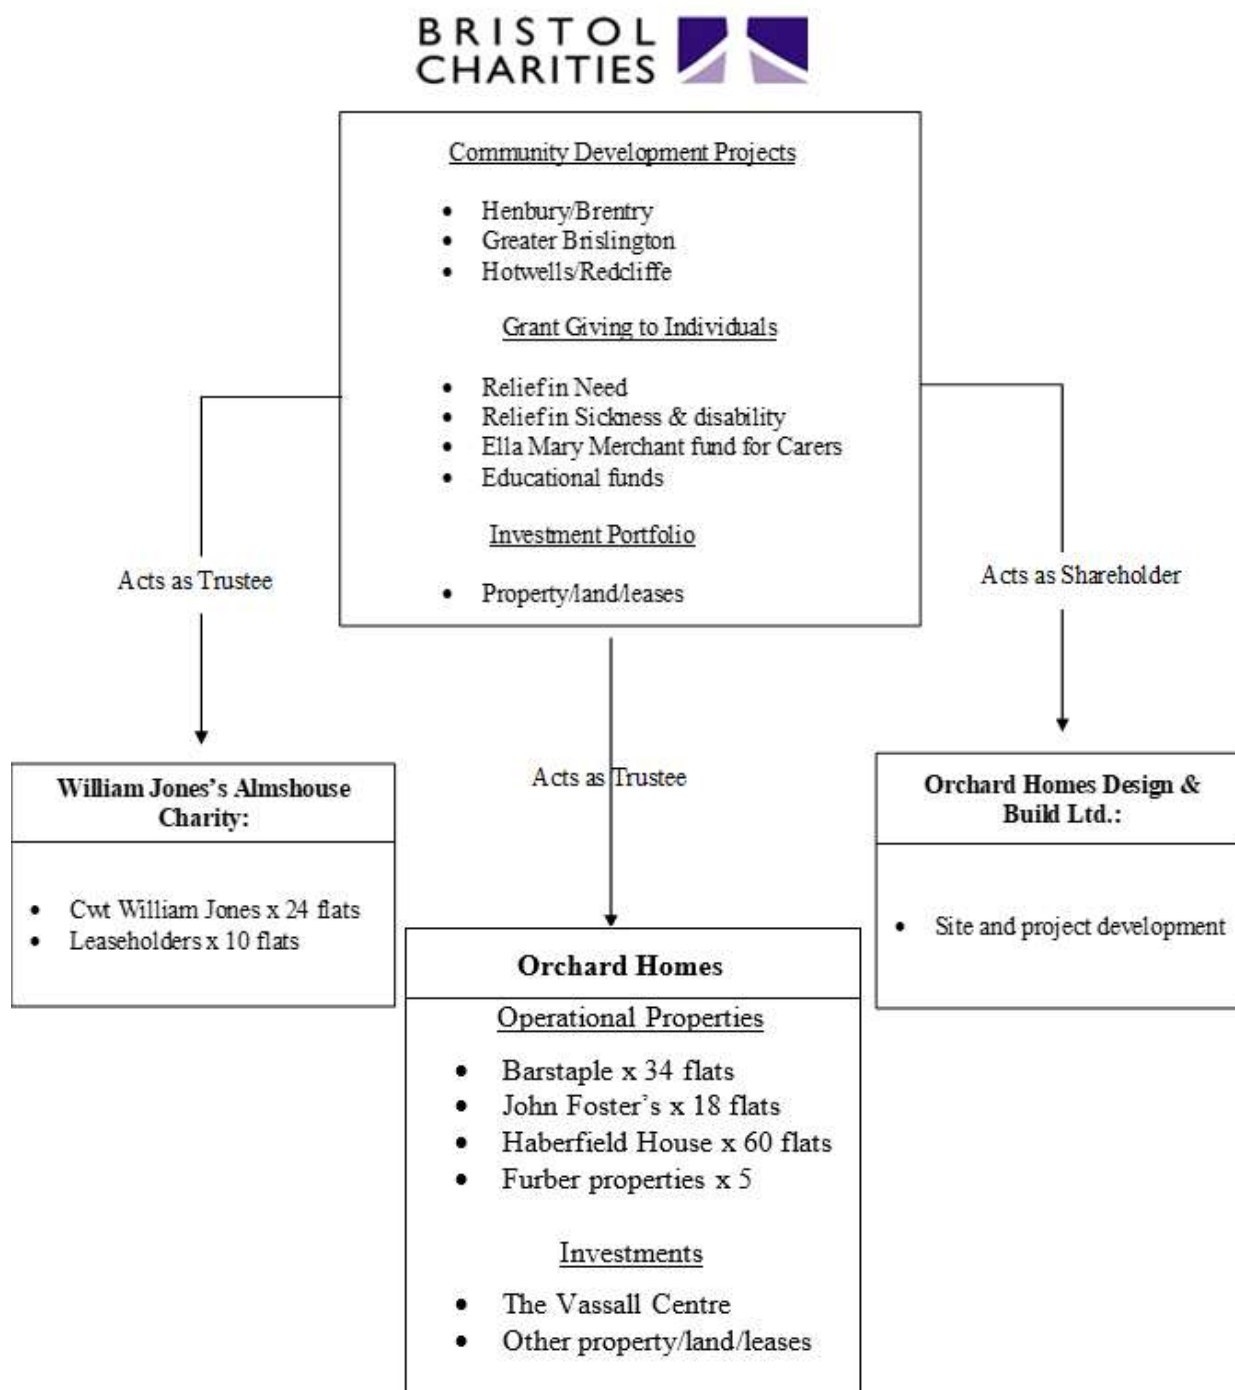 BRISTOL
CHARITIES
Community Development Projects
• Henbury/Brentry
• Greater Brislington
• Hotwells/Redcliffe
Grant Giving to Individuals
• Relief in Need
• Relief in Sickness & disability
• Ella Mary Merchant fund for Carers
• Educational funds
Investment Portfolio
• Property/land/leases
Acts as Trustee
Acts as Shareholder
Acts as Trustee
William Jones’s Almshouse
Charity:
• Cwt William Jones x 24 flats
• Leaseholders x 10 flats
Orchard Homes Design &
Build Ltd.:
• Site and project development
Orchard Homes
Operational Properties
• Barstaple x 34 flats
• John Foster’s x 18 flats
• Haberfield House x 60 flats
• Furber properties x 5
Investments
• The Vassall Centre
• Other property/land/leases